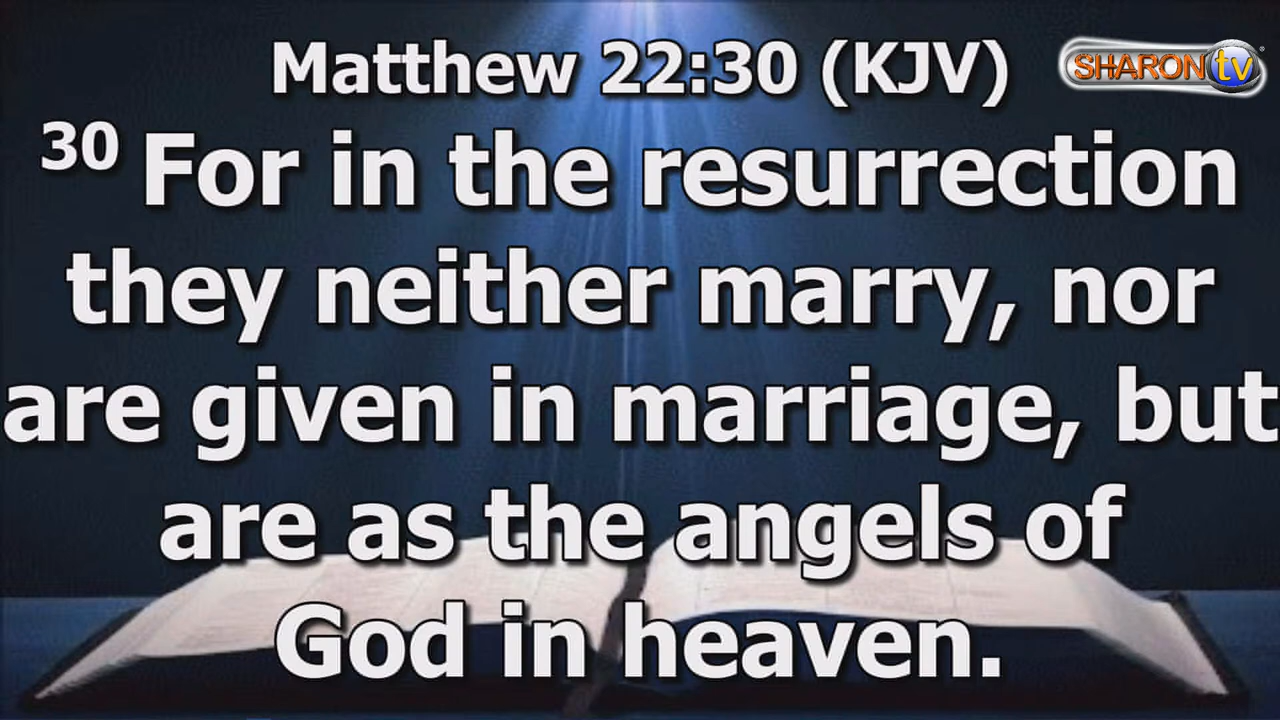 Matthew 22:30 (KJV)
SHARON tv
30 For in the resurrection
they neither marry, nor
are given in marriage, but
are as the angels of
God in heaven.